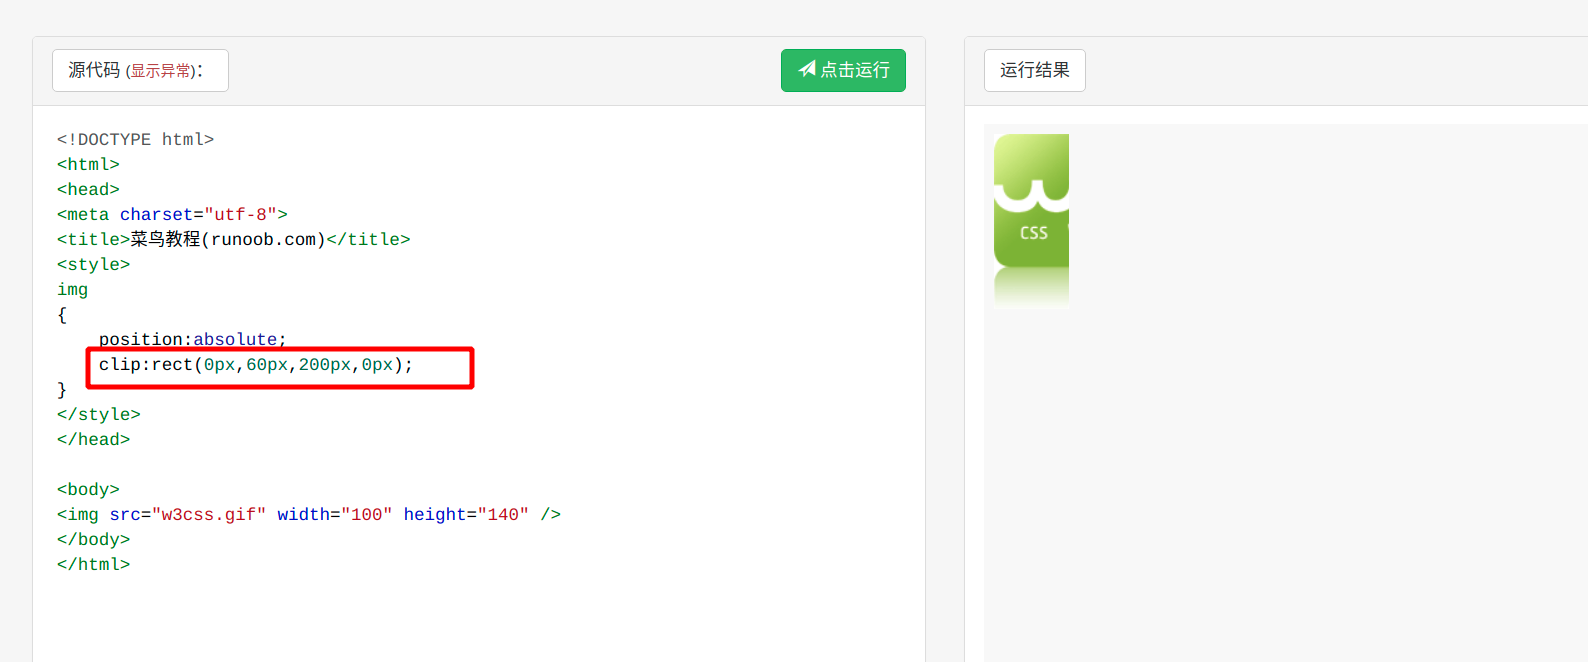 源代码 (显示异常):
点击运行
<!DOCTYPE html>
<html>
<head>
<meta charset="utf-8">
<title>菜鸟教程(runoob.com)</title>
<style>
img
{
    position:absolute;
    clip:rect(0px,60px,200px,0px);
}
</style>
</head>

<body>
<img src="w3css.gif" width="100" height="140" />
</body>
</html>
运行结果
CSS